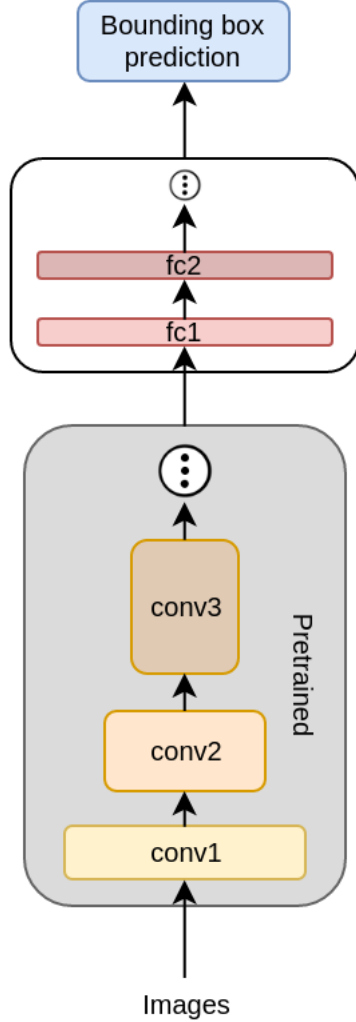 Bounding box
prediction
fc2
fc1
conv3
Pretrained
conv2
conv1
Images